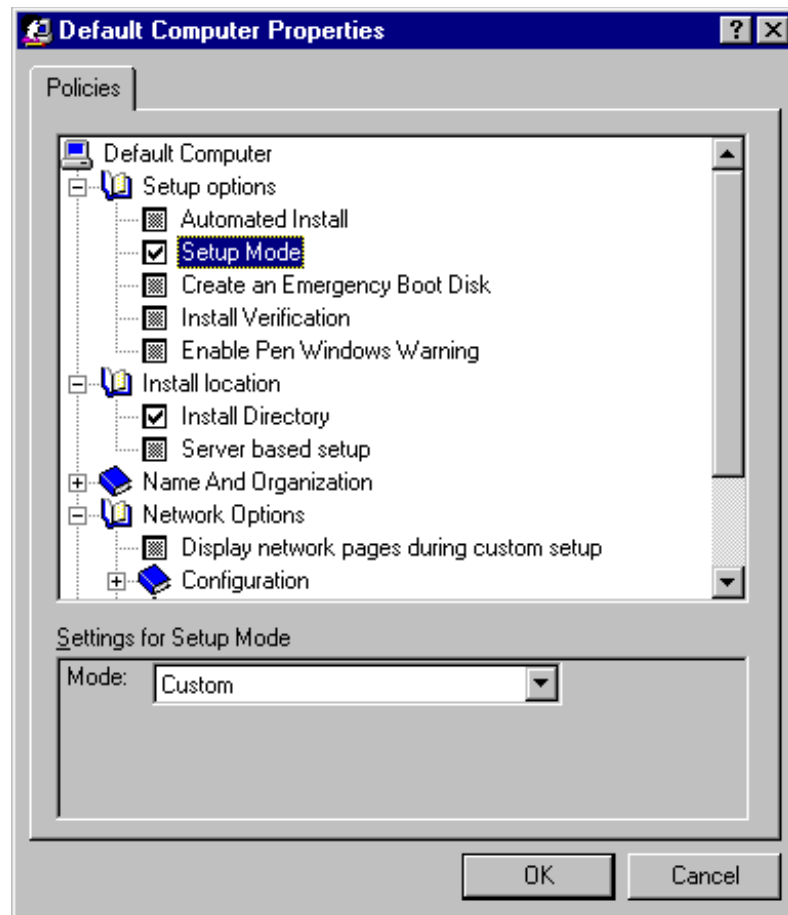 Default Computer Properties
Policies
Default Computer
Setup options
Automated Install
Setup Mode
Create an Emergency Boot Disk
Install Verification
Enable Pen Windows Warning
Install location
Install Directory
Server based setup
Name And Organization
Network Options
Display network pages during custom setup
Configuration
Settings for Setup Mode
Mode: Custom
OK Cancel